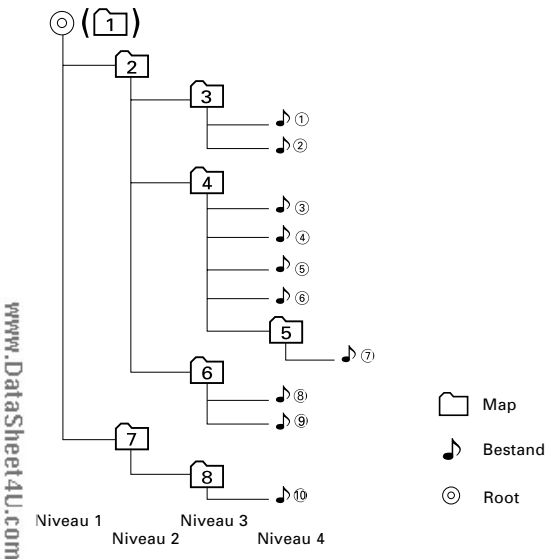 (1)
2
3
①
②
4
③
④
⑤
⑥
5
⑦
6
⑧
⑨
7
8
⑩
Map
Bestand
Root
Niveau 1
Niveau 2
Niveau 3
Niveau 4
www.DataSheet4U.com